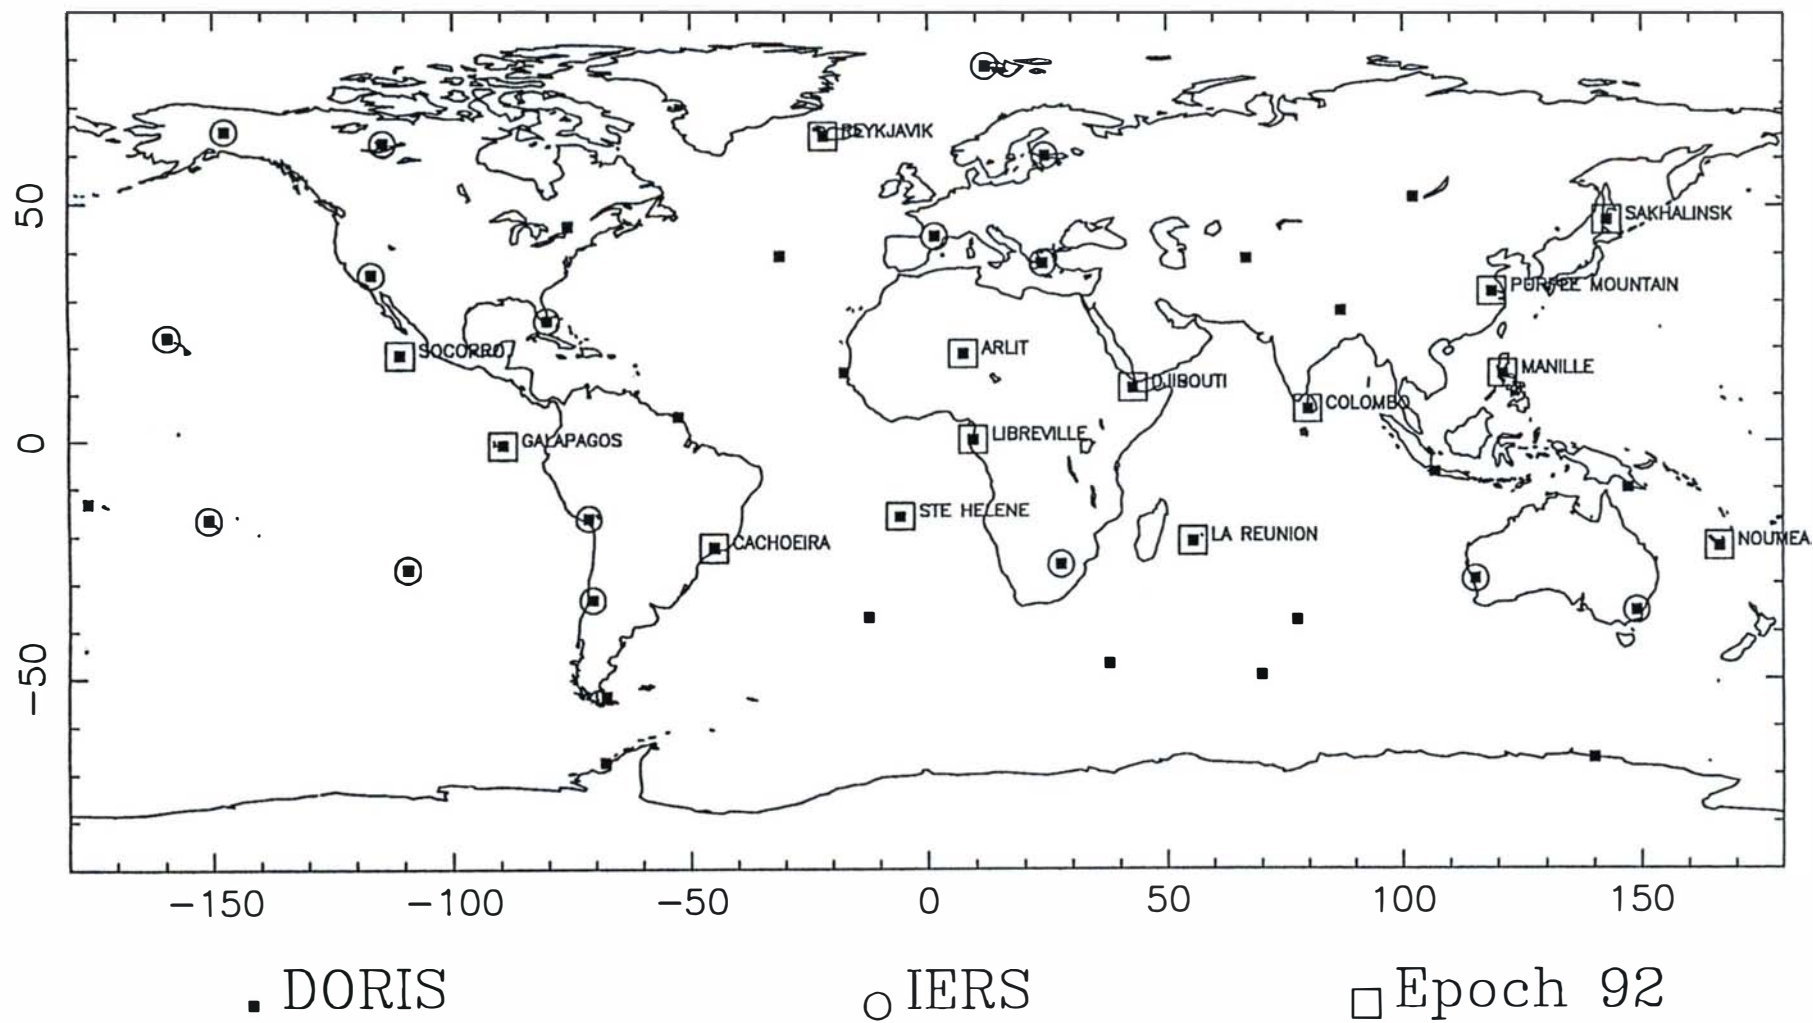 REYKJAVIK
50
SAKHALINSK
PURPLE MOUNTAIN
SOCORRO
ARLIT
MANILLE
DJIBOUTI
COLOMBO
0
GALAPAGOS
LIBREVILLE
STE HELENE
CACHOEIRA
LA REUNION
NOUMEA
-50
-150 -100 -50 0 50 100 150
DORIS IERS Epoch 92